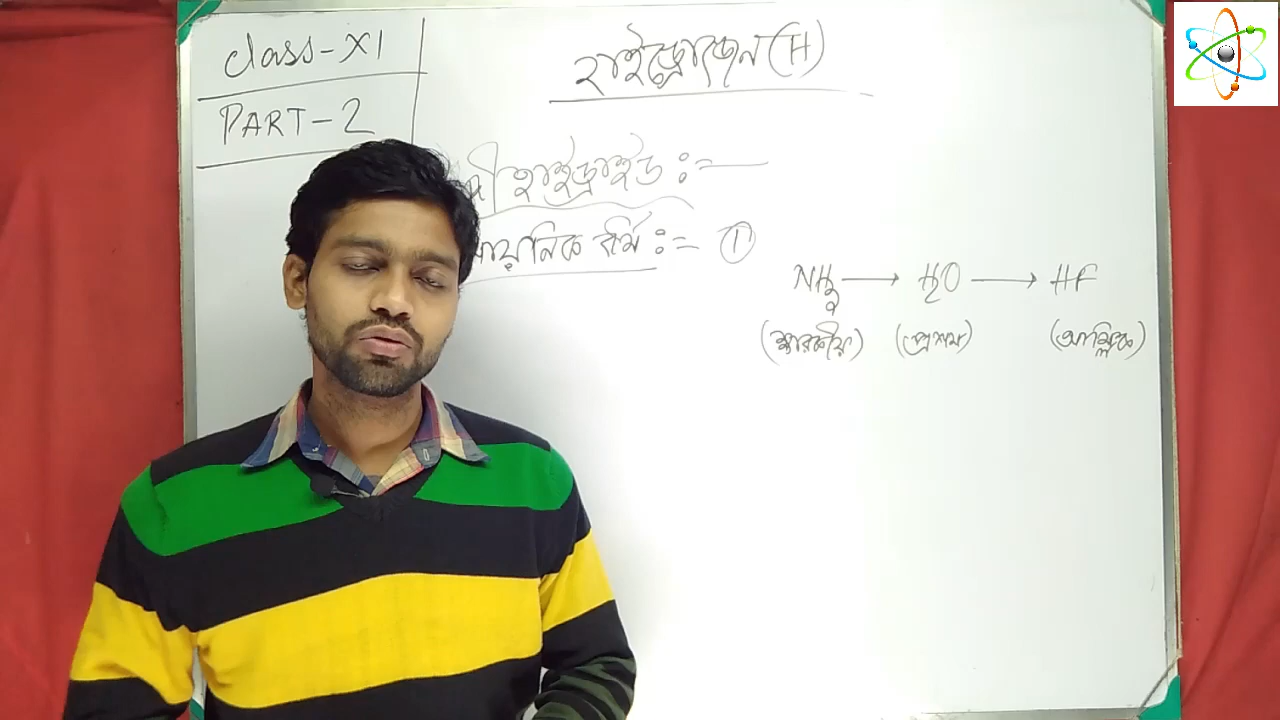 Class-XI
PART-2
হাইড্রোজেন (H)
হাইড্রাইড :-
ধর্ম :- ①
NH₃ → H₂O → HF
(ক্ষারকীয়) (প্রশম) (আম্লিক)